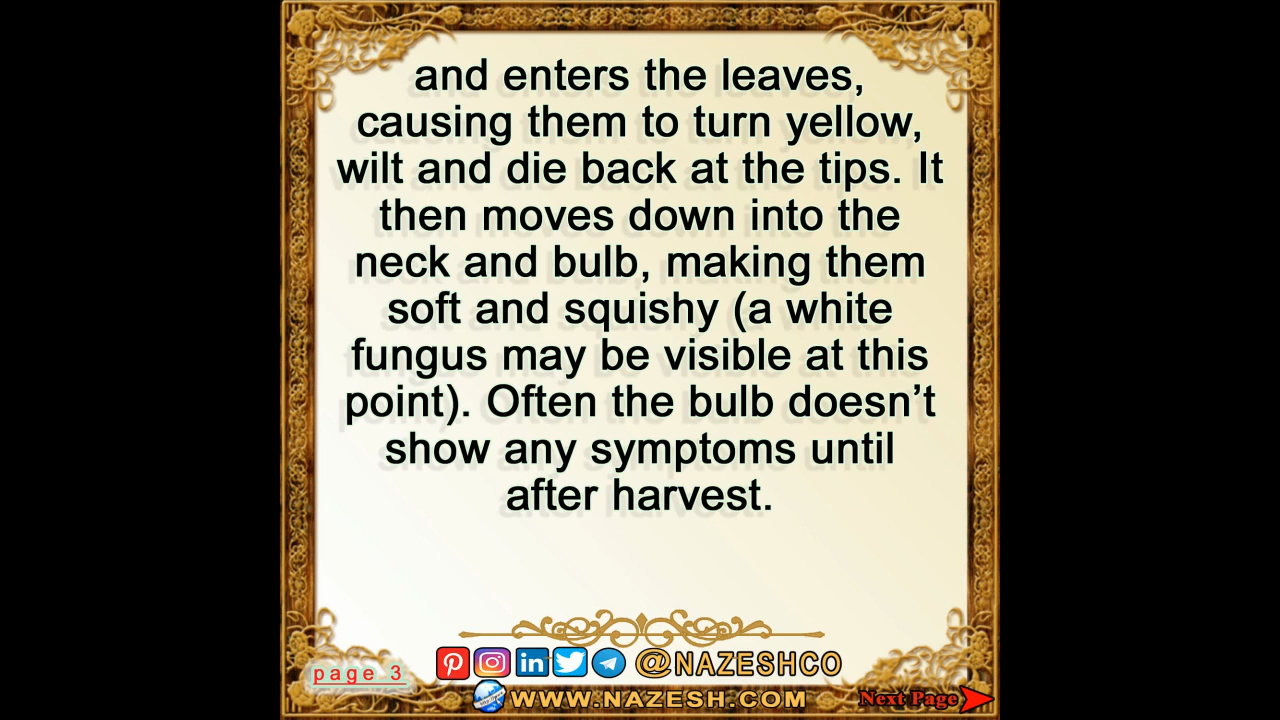 and enters the leaves,
causing them to turn yellow,
wilt and die back at the tips. It
then moves down into the
neck and bulb, making them
soft and squishy (a white
fungus may be visible at this
point). Often the bulb doesn’t
show any symptoms until
after harvest.
@NAZESHCO
page 3
WWW.NAZESH.COM
Next Page